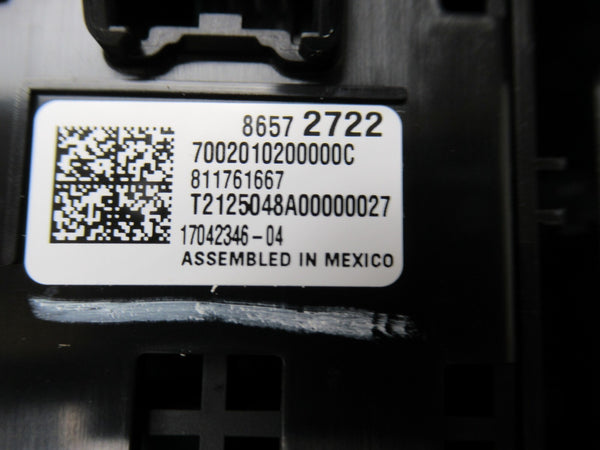 8657 2722
7002010200000C
811761667
T2125048A00000027
17042346-04
ASSEMBLED IN MEXICO